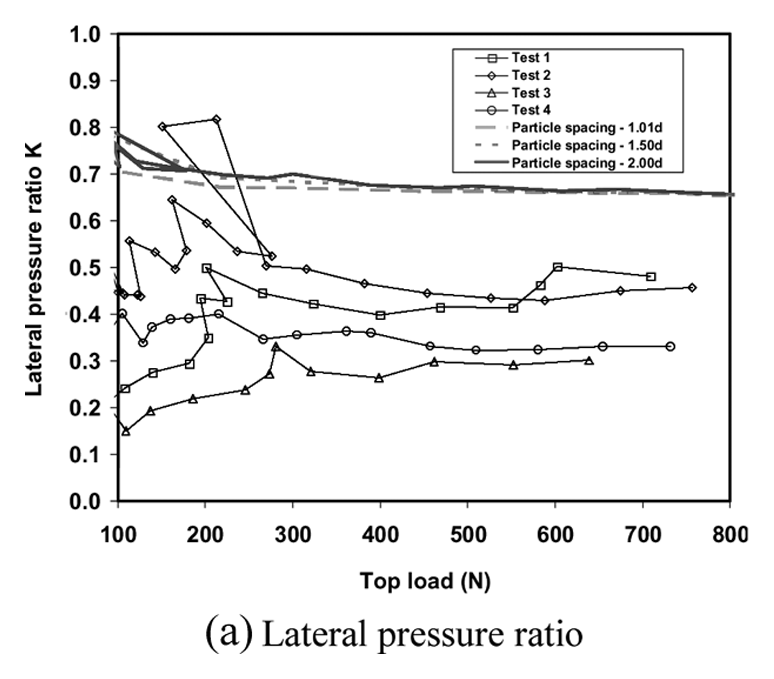 1.0
0.9
0.8
0.7
0.6
0.5
0.4
0.3
0.2
0.1
0.0
Lateral pressure ratio K
Test 1
Test 2
Test 3
Test 4
Particle spacing - 1.01d
Particle spacing - 1.50d
Particle spacing - 2.00d
100 200 300 400 500 600 700 800
Top load (N)
(a) Lateral pressure ratio